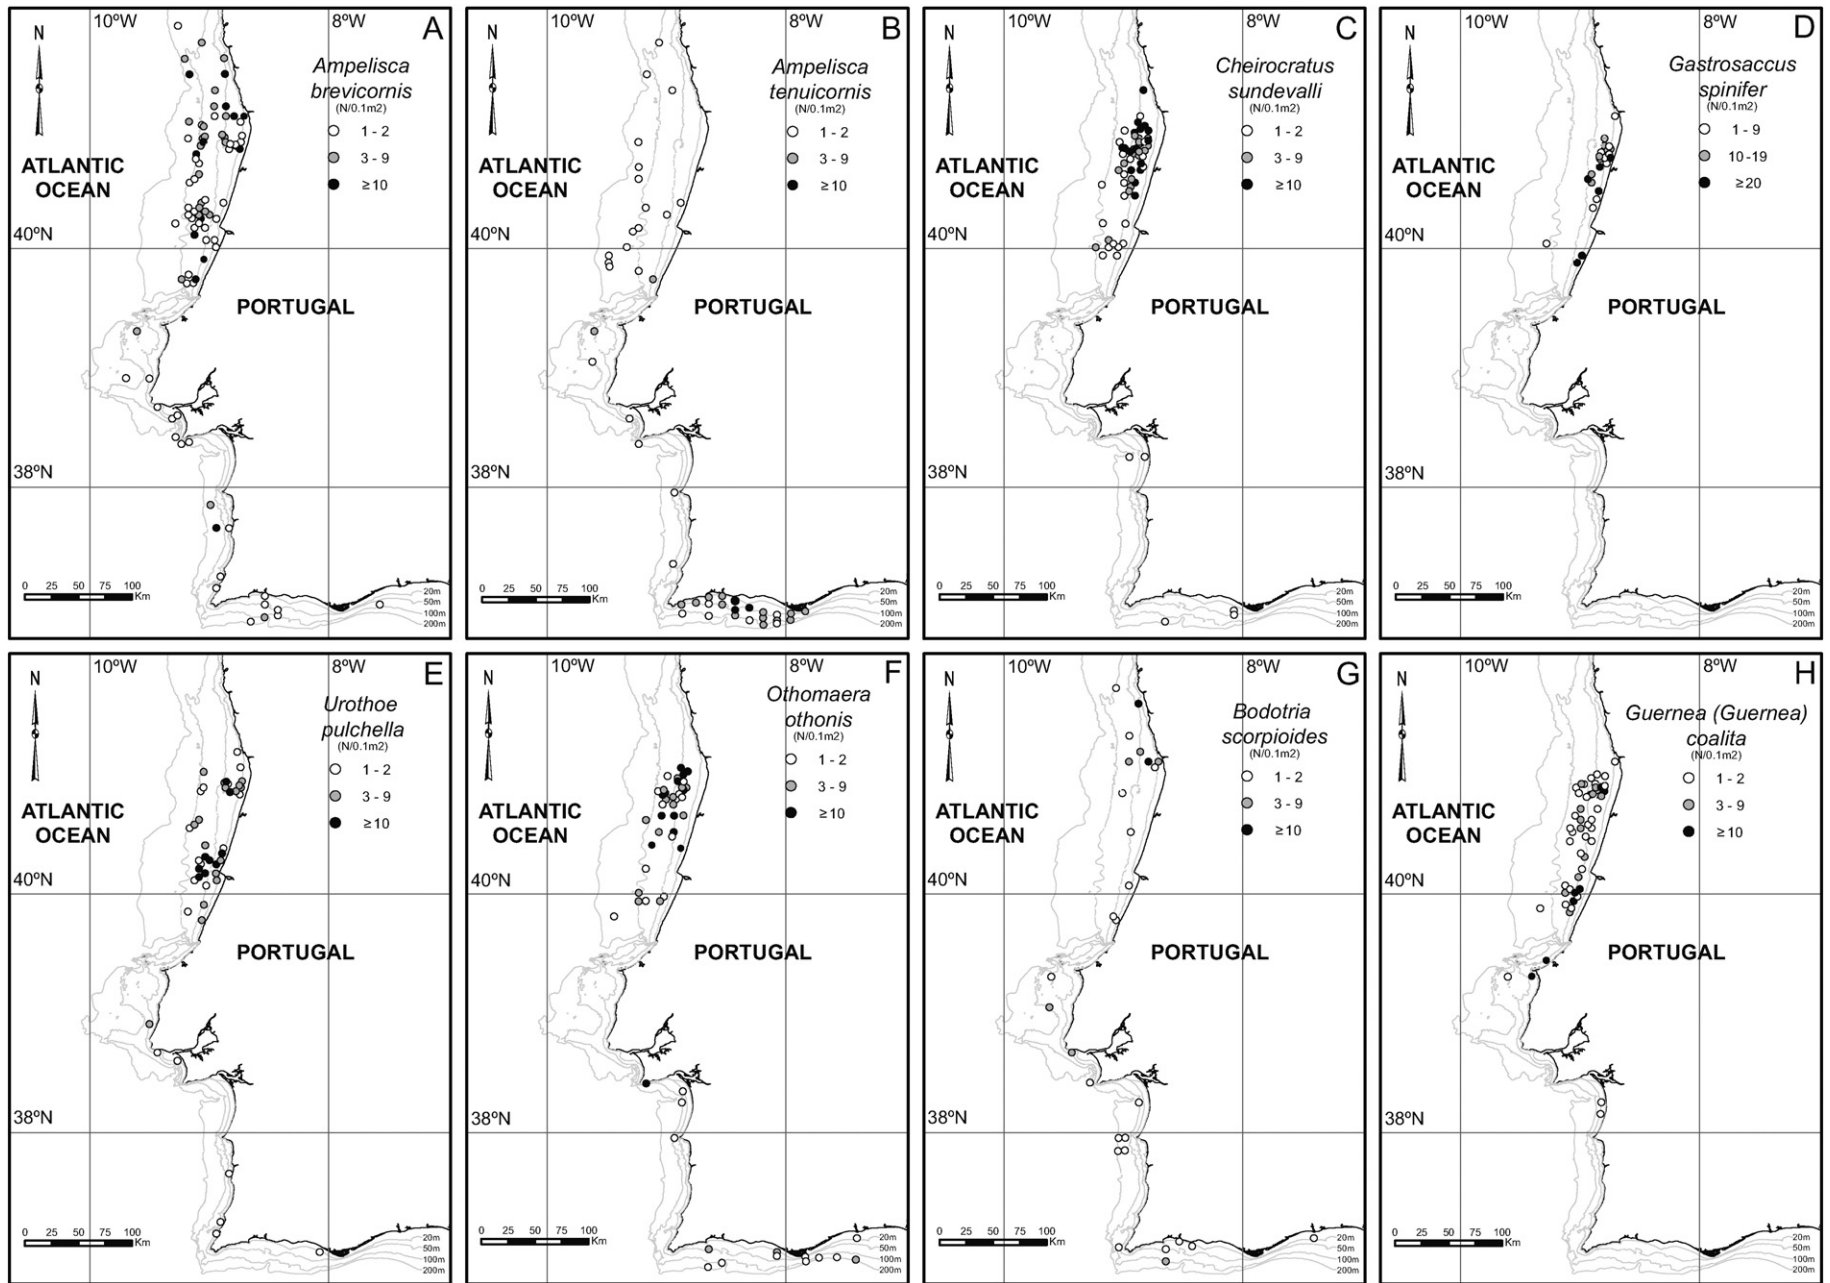 10ºW 8ºW A
N
Ampelisca
brevicornis
(N/0.1m2)
1 - 2
3 - 9
≥10
ATLANTIC
OCEAN
40ºN
PORTUGAL
38ºN
0 25 50 75 100
Km
20m
50m
100m
200m
10ºW 8ºW B
N
Ampelisca
tenuicornis
(N/0.1m2)
1 - 2
3 - 9
≥10
ATLANTIC
OCEAN
40ºN
PORTUGAL
38ºN
0 25 50 75 100
Km
20m
50m
100m
200m
10ºW 8ºW C
N
Cheirocratus
sundevalli
(N/0.1m2)
1 - 2
3 - 9
≥10
ATLANTIC
OCEAN
40ºN
PORTUGAL
38ºN
0 25 50 75 100
Km
20m
50m
100m
200m
10ºW 8ºW D
N
Gastrosaccus
spinifer
(N/0.1m2)
1 - 9
10 -19
≥20
ATLANTIC
OCEAN
40ºN
PORTUGAL
38ºN
0 25 50 75 100
Km
20m
50m
100m
200m
10ºW 8ºW E
N
Urothoe
pulchella
(N/0.1m2)
1 - 2
3 - 9
≥10
ATLANTIC
OCEAN
40ºN
PORTUGAL
38ºN
0 25 50 75 100
Km
20m
50m
100m
200m
10ºW 8ºW F
N
Othomaera
othonis
(N/0.1m2)
1 - 2
3 - 9
≥10
ATLANTIC
OCEAN
40ºN
PORTUGAL
38ºN
0 25 50 75 100
Km
20m
50m
100m
200m
10ºW 8ºW G
N
Bodotria
scorpioides
(N/0.1m2)
1 - 2
3 - 9
≥10
ATLANTIC
OCEAN
40ºN
PORTUGAL
38ºN
0 25 50 75 100
Km
20m
50m
100m
200m
10ºW 8ºW H
N
Guernea (Guernea)
coalita
(N/0.1m2)
1 - 2
3 - 9
≥10
ATLANTIC
OCEAN
40ºN
PORTUGAL
38ºN
0 25 50 75 100
Km
20m
50m
100m
200m